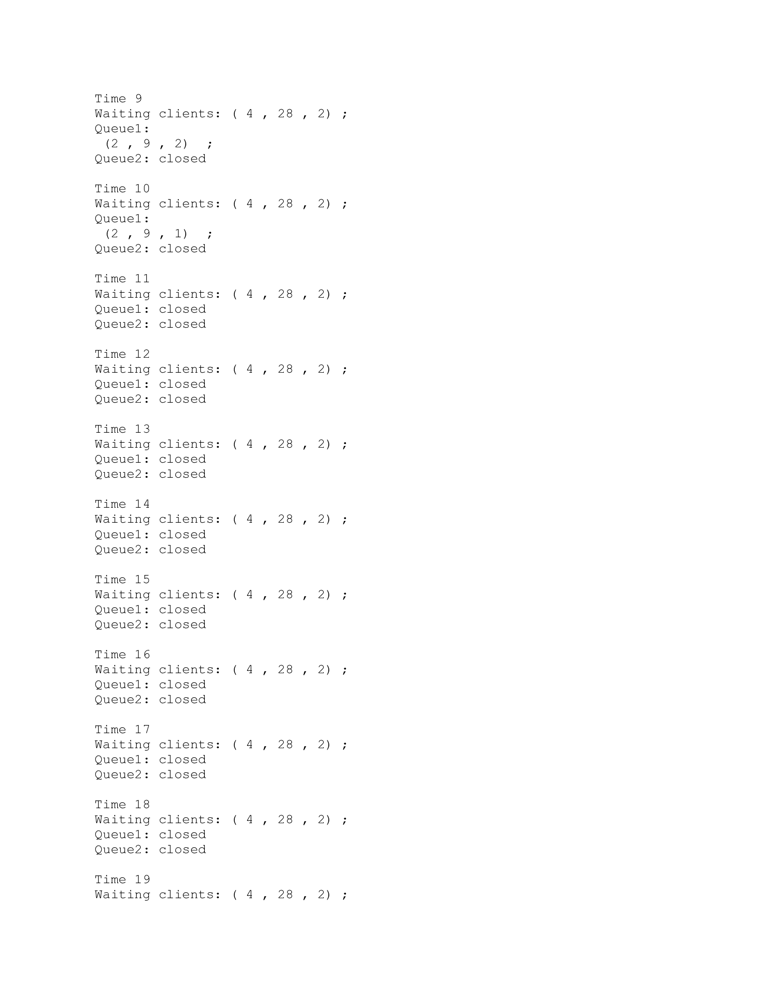 Time 9
Waiting clients: ( 4 , 28 , 2) ;
Queue1:
 (2 , 9 , 2)  ;
Queue2: closed

Time 10
Waiting clients: ( 4 , 28 , 2) ;
Queue1:
 (2 , 9 , 1)  ;
Queue2: closed

Time 11
Waiting clients: ( 4 , 28 , 2) ;
Queue1: closed
Queue2: closed

Time 12
Waiting clients: ( 4 , 28 , 2) ;
Queue1: closed
Queue2: closed

Time 13
Waiting clients: ( 4 , 28 , 2) ;
Queue1: closed
Queue2: closed

Time 14
Waiting clients: ( 4 , 28 , 2) ;
Queue1: closed
Queue2: closed

Time 15
Waiting clients: ( 4 , 28 , 2) ;
Queue1: closed
Queue2: closed

Time 16
Waiting clients: ( 4 , 28 , 2) ;
Queue1: closed
Queue2: closed

Time 17
Waiting clients: ( 4 , 28 , 2) ;
Queue1: closed
Queue2: closed

Time 18
Waiting clients: ( 4 , 28 , 2) ;
Queue1: closed
Queue2: closed

Time 19
Waiting clients: ( 4 , 28 , 2) ;